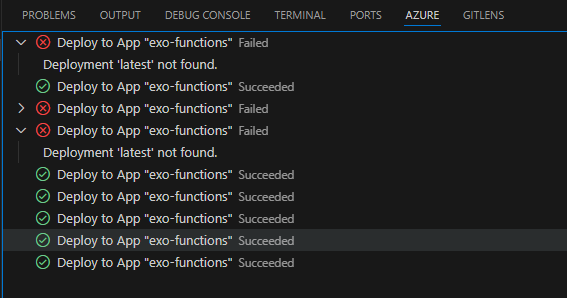 PROBLEMS OUTPUT DEBUG CONSOLE TERMINAL PORTS AZURE GITLENS
Deploy to App "exo-functions" Failed
Deployment 'latest' not found.
Deploy to App "exo-functions" Succeeded
Deploy to App "exo-functions" Failed
Deploy to App "exo-functions" Failed
Deployment 'latest' not found.
Deploy to App "exo-functions" Succeeded
Deploy to App "exo-functions" Succeeded
Deploy to App "exo-functions" Succeeded
Deploy to App "exo-functions" Succeeded
Deploy to App "exo-functions" Succeeded